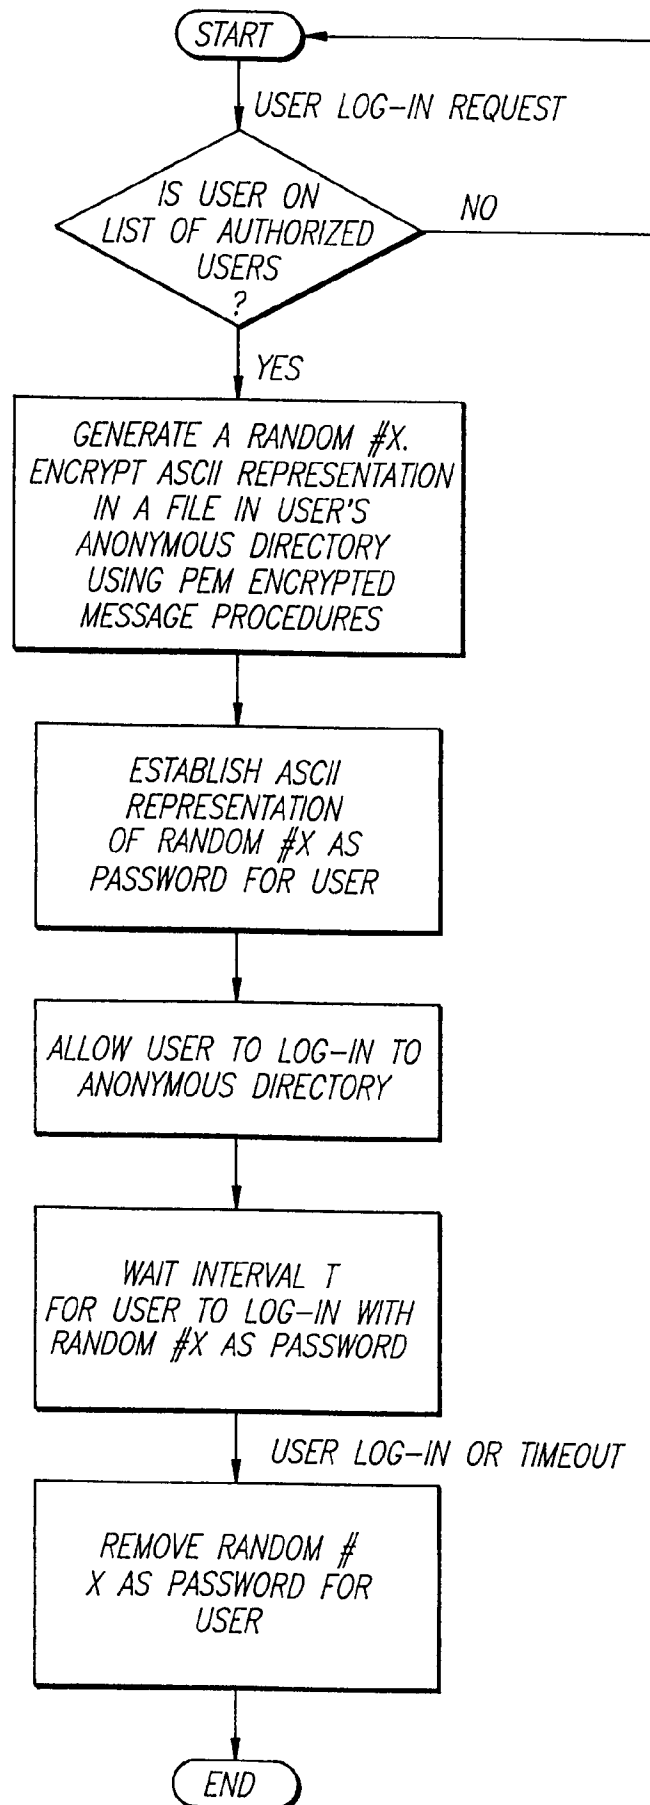 START
USER LOG-IN REQUEST
IS USER ON
LIST OF AUTHORIZED
USERS
?
NO
YES
GENERATE A RANDOM #X.
ENCRYPT ASCII REPRESENTATION
IN A FILE IN USER'S
ANONYMOUS DIRECTORY
USING PEM ENCRYPTED
MESSAGE PROCEDURES
ESTABLISH ASCII
REPRESENTATION
OF RANDOM #X AS
PASSWORD FOR USER
ALLOW USER TO LOG-IN TO
ANONYMOUS DIRECTORY
WAIT INTERVAL T
FOR USER TO LOG-IN WITH
RANDOM #X AS PASSWORD
USER LOG-IN OR TIMEOUT
REMOVE RANDOM #
X AS PASSWORD FOR
USER
END